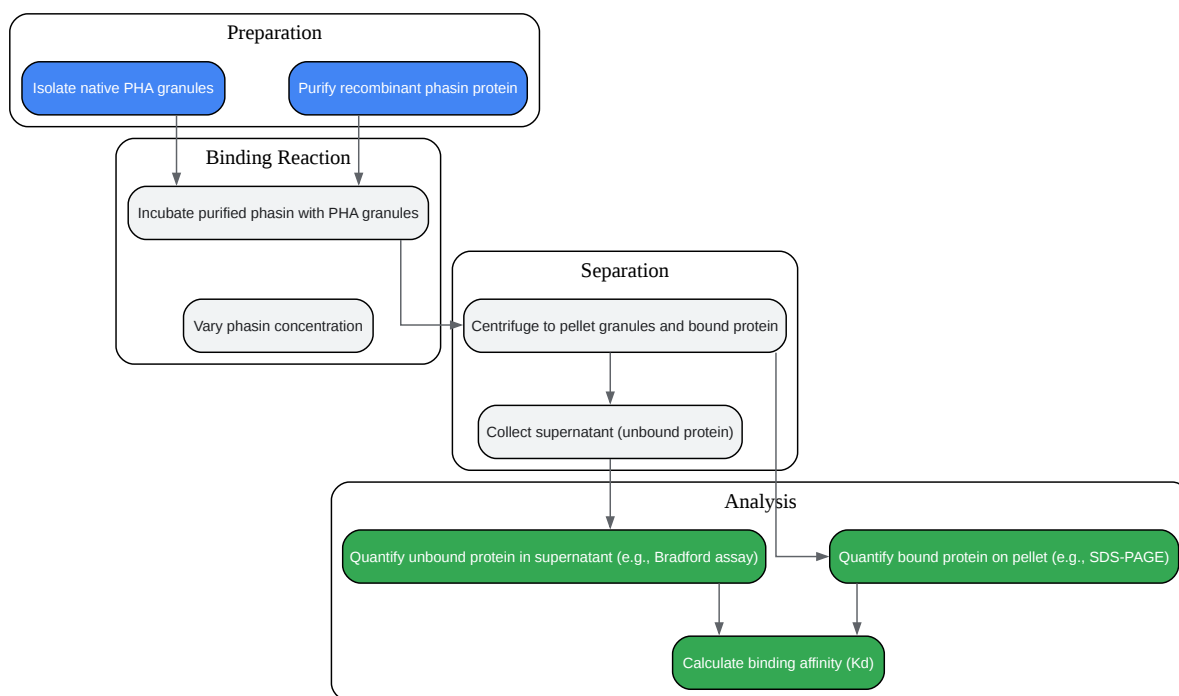 Preparation
Isolate native PHA granules
Purify recombinant phasin protein
Binding Reaction
Incubate purified phasin with PHA granules
Vary phasin concentration
Separation
Centrifuge to pellet granules and bound protein
Collect supernatant (unbound protein)
Analysis
Quantify unbound protein in supernatant (e.g., Bradford assay)
Quantify bound protein on pellet (e.g., SDS-PAGE)
Calculate binding affinity (Kd)